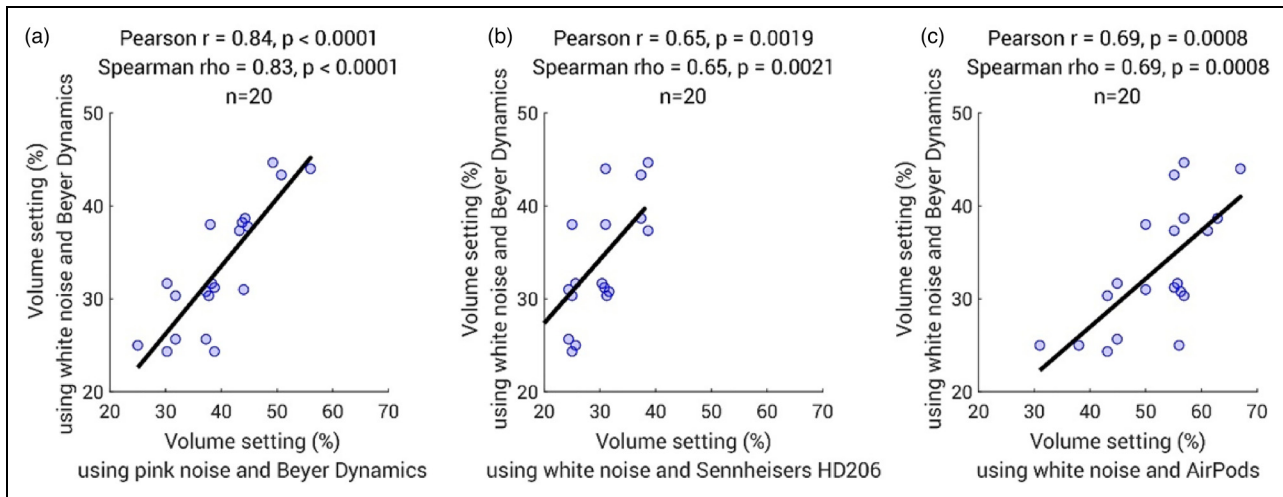 (a)
Pearson r = 0.84, p < 0.0001
Spearman rho = 0.83, p < 0.0001
n=20
Volume setting (%)
using white noise and Beyer Dynamics
50
40
30
20
20 30 40 50 60 70
Volume setting (%)
using pink noise and Beyer Dynamics
(b)
Pearson r = 0.65, p = 0.0019
Spearman rho = 0.65, p = 0.0021
n=20
Volume setting (%)
using white noise and Beyer Dynamics
50
40
30
20
20 30 40 50 60 70
Volume setting (%)
using white noise and Sennheisers HD206
(c)
Pearson r = 0.69, p = 0.0008
Spearman rho = 0.69, p = 0.0008
n=20
Volume setting (%)
using white noise and Beyer Dynamics
50
40
30
20
20 30 40 50 60 70
Volume setting (%)
using white noise and AirPods